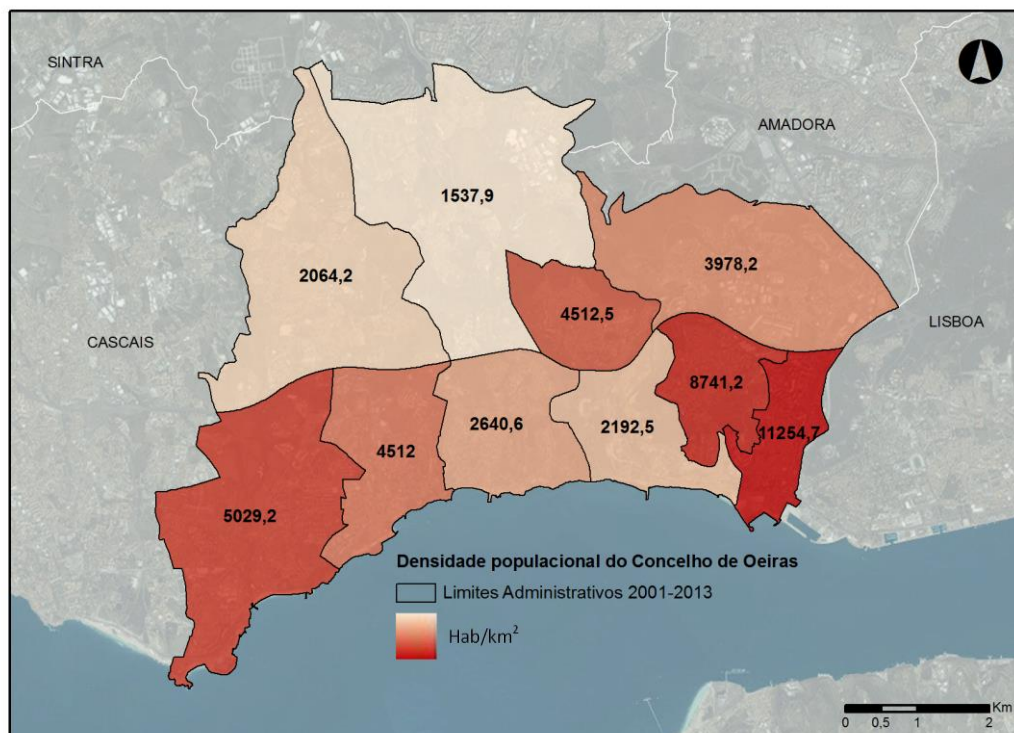 SINTRA
AMADORA
1537,9
2064,2
3978,2
4512,5
LISBOA
CASCAIS
8741,2
2640,6
2192,5
11254,7
4512
5029,2
Densidade populacional do Concelho de Oeiras
Limites Administrativos 2001-2013
Hab/km²
Km
0 0,5 1 2